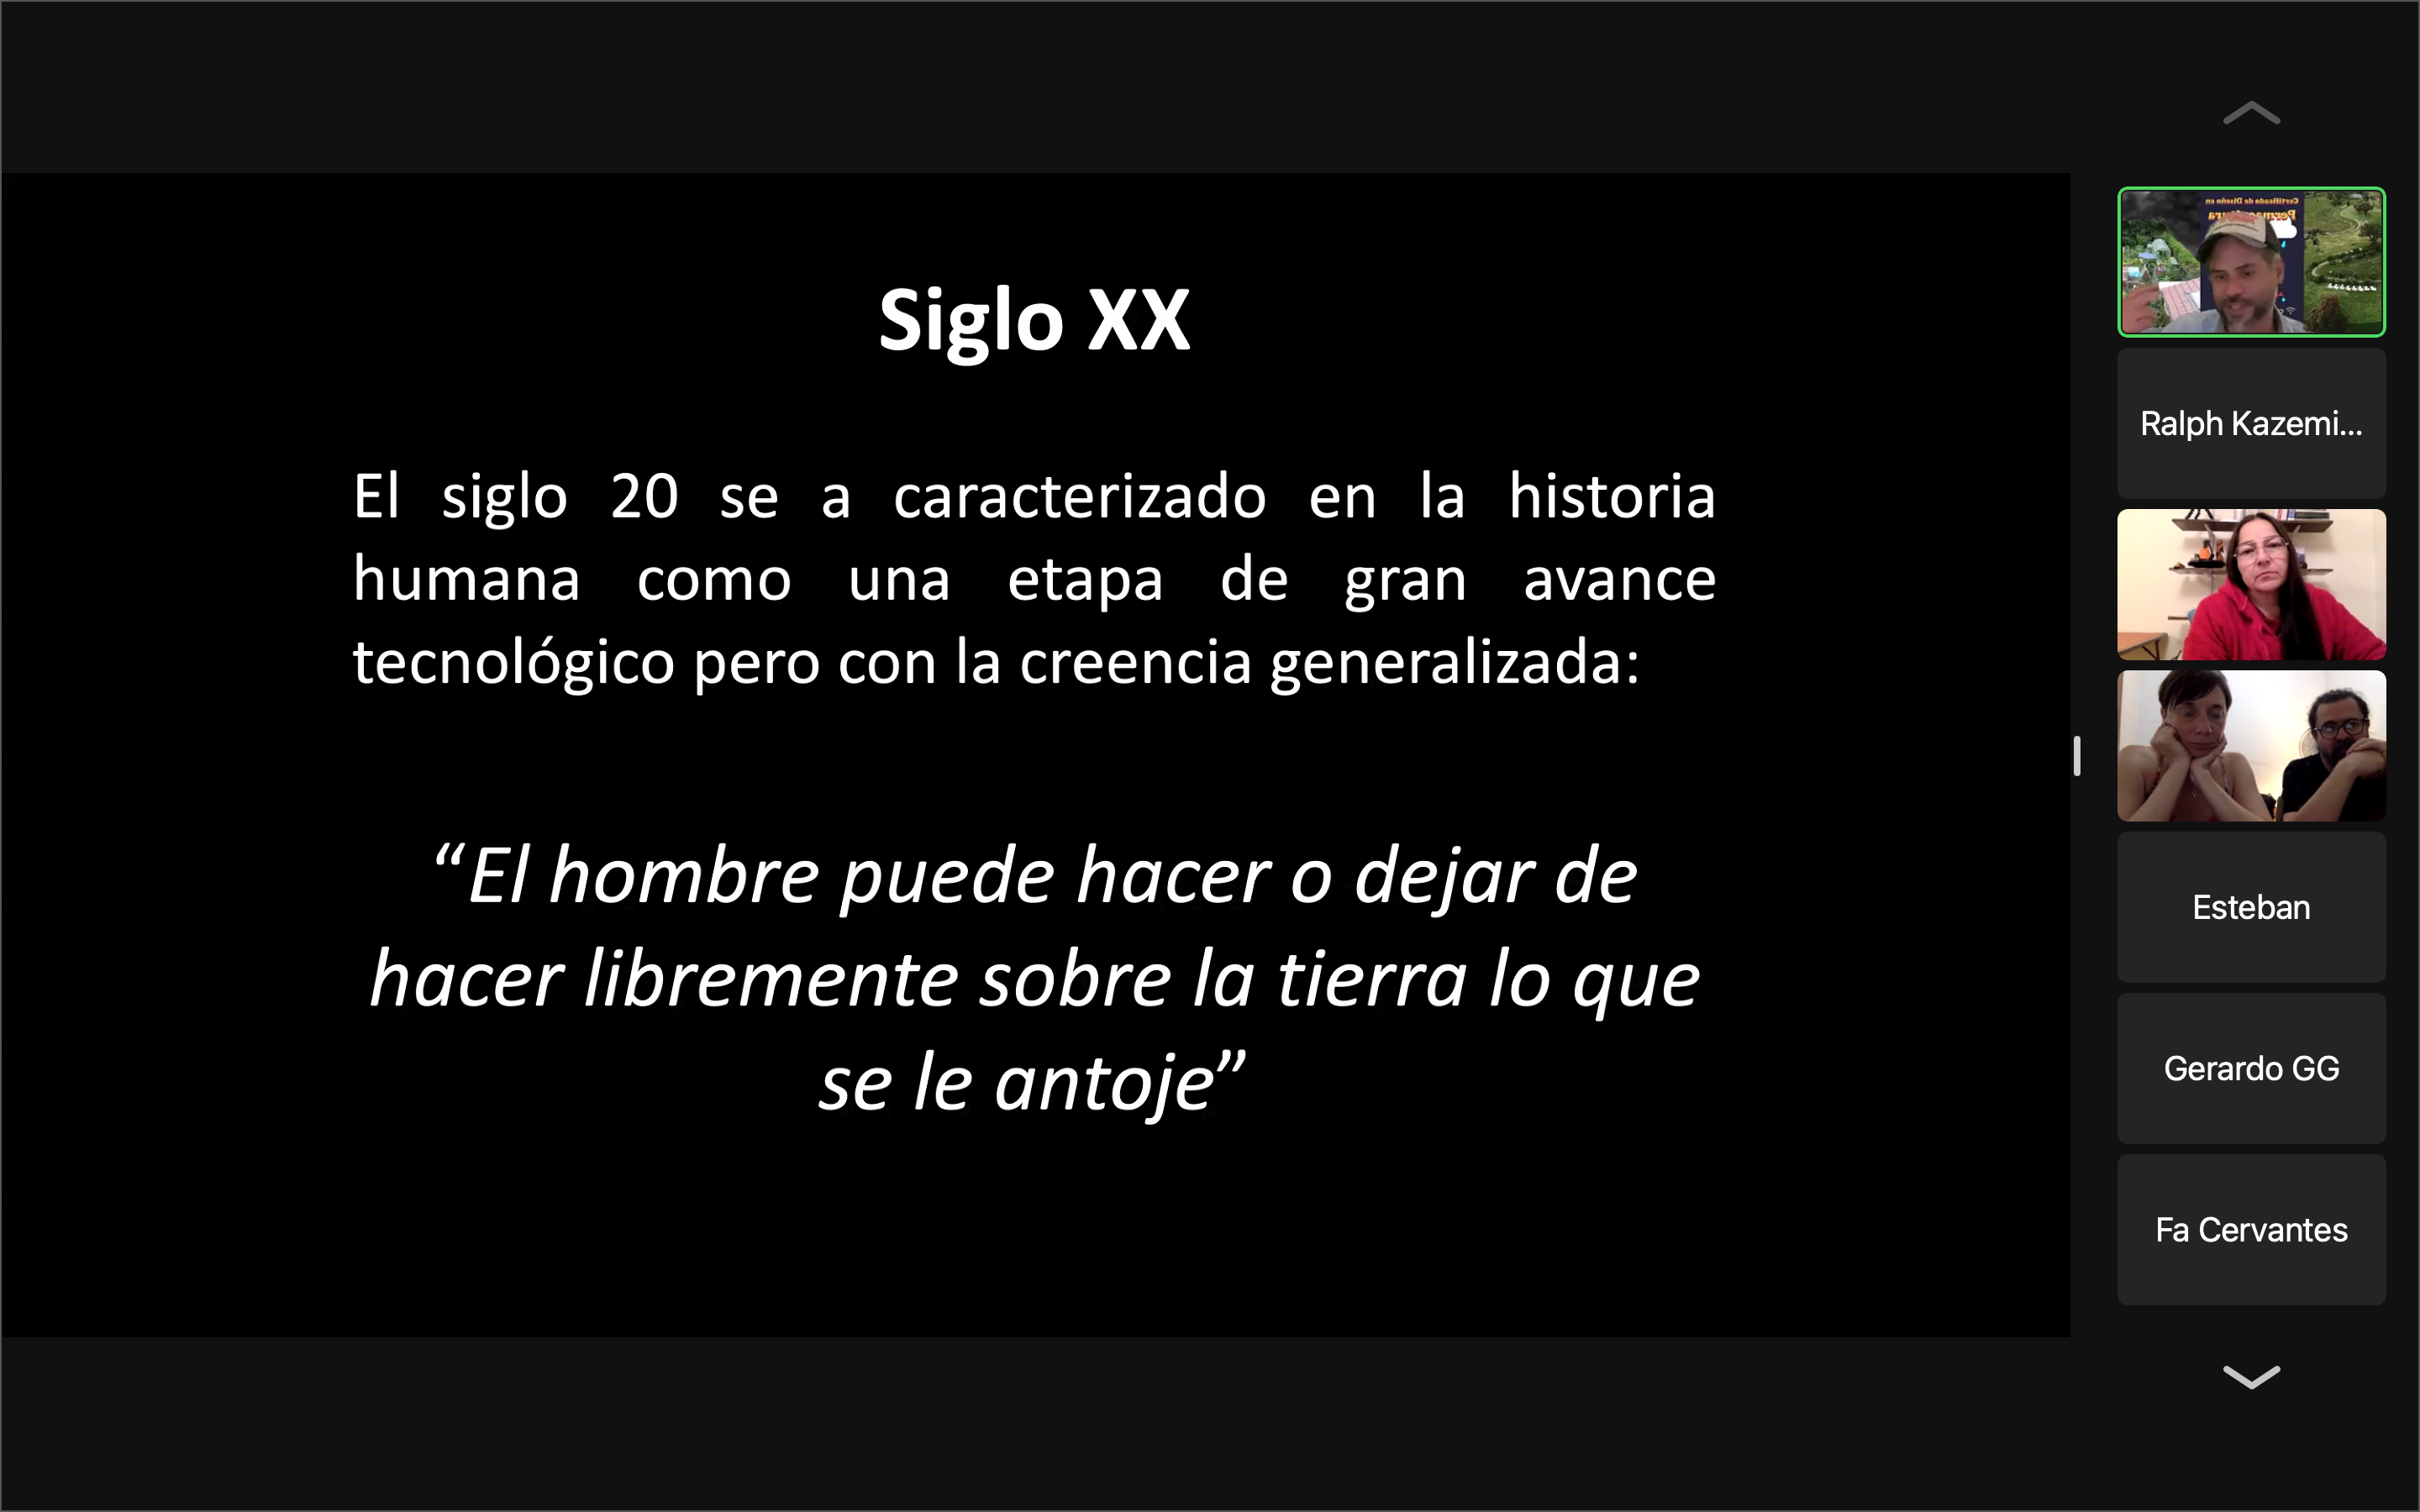 Siglo XX
El siglo 20 se a caracterizado en la historia
humana como una etapa de gran avance
tecnológico pero con la creencia generalizada:
“El hombre puede hacer o dejar de
hacer libremente sobre la tierra lo que
se le antoje”
Certificado de Diseño en
Ralph Kazemi...
Esteban
Gerardo GG
Fa Cervantes